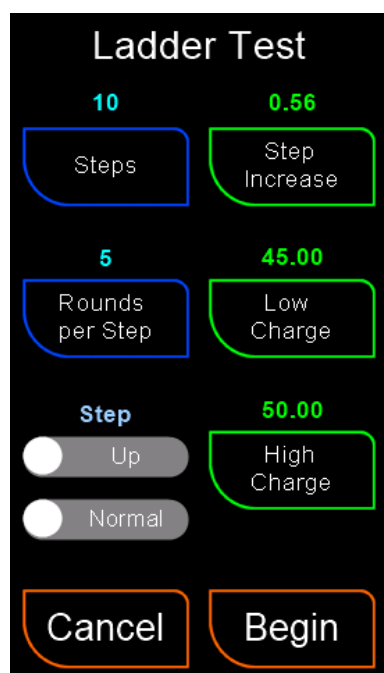 Ladder Test
10
0.56
Steps
Step
Increase
5
45.00
Rounds
per Step
Low
Charge
Step
50.00
Up
High
Charge
Normal
Cancel
Begin